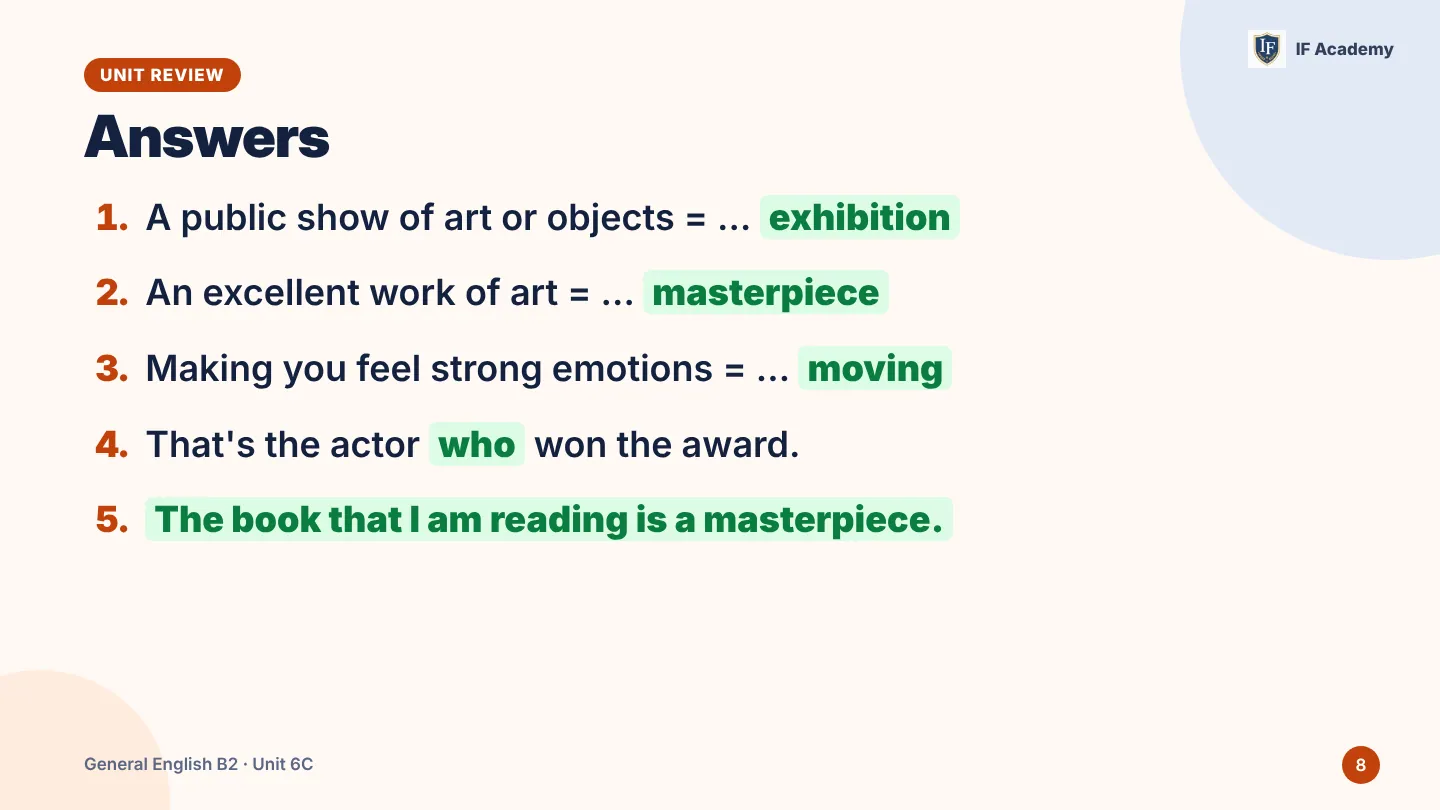 IF
IF Academy
UNIT REVIEW
Answers
1. A public show of art or objects = ... exhibition
2. An excellent work of art = ... masterpiece
3. Making you feel strong emotions = ... moving
4. That's the actor who won the award.
5. The book that I am reading is a masterpiece.
General English B2 · Unit 6C
8